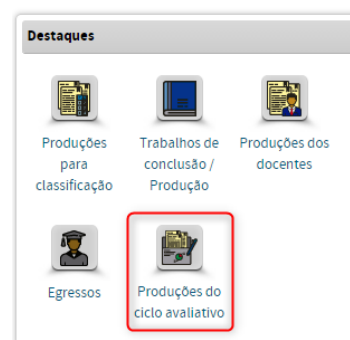 Destaques
Produções
para
classificação
Trabalhos de
conclusão /
Produção
Produções dos
docentes
Egressos
Produções do
ciclo avaliativo